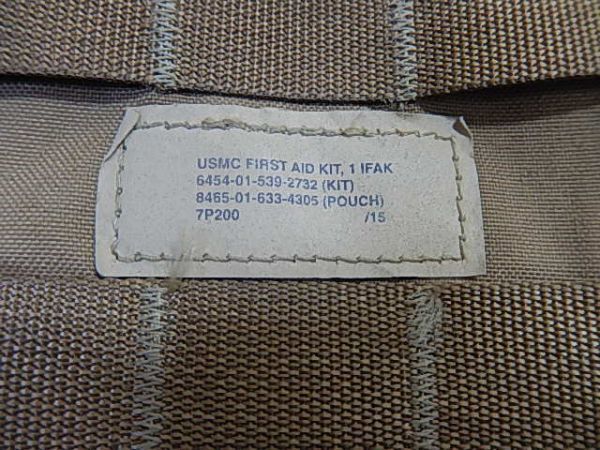 USMC FIRST AID KIT, 1 IFAK
6454-01-539-2732 (KIT)
8465-01-633-4305 (POUCH)
7P200 /15